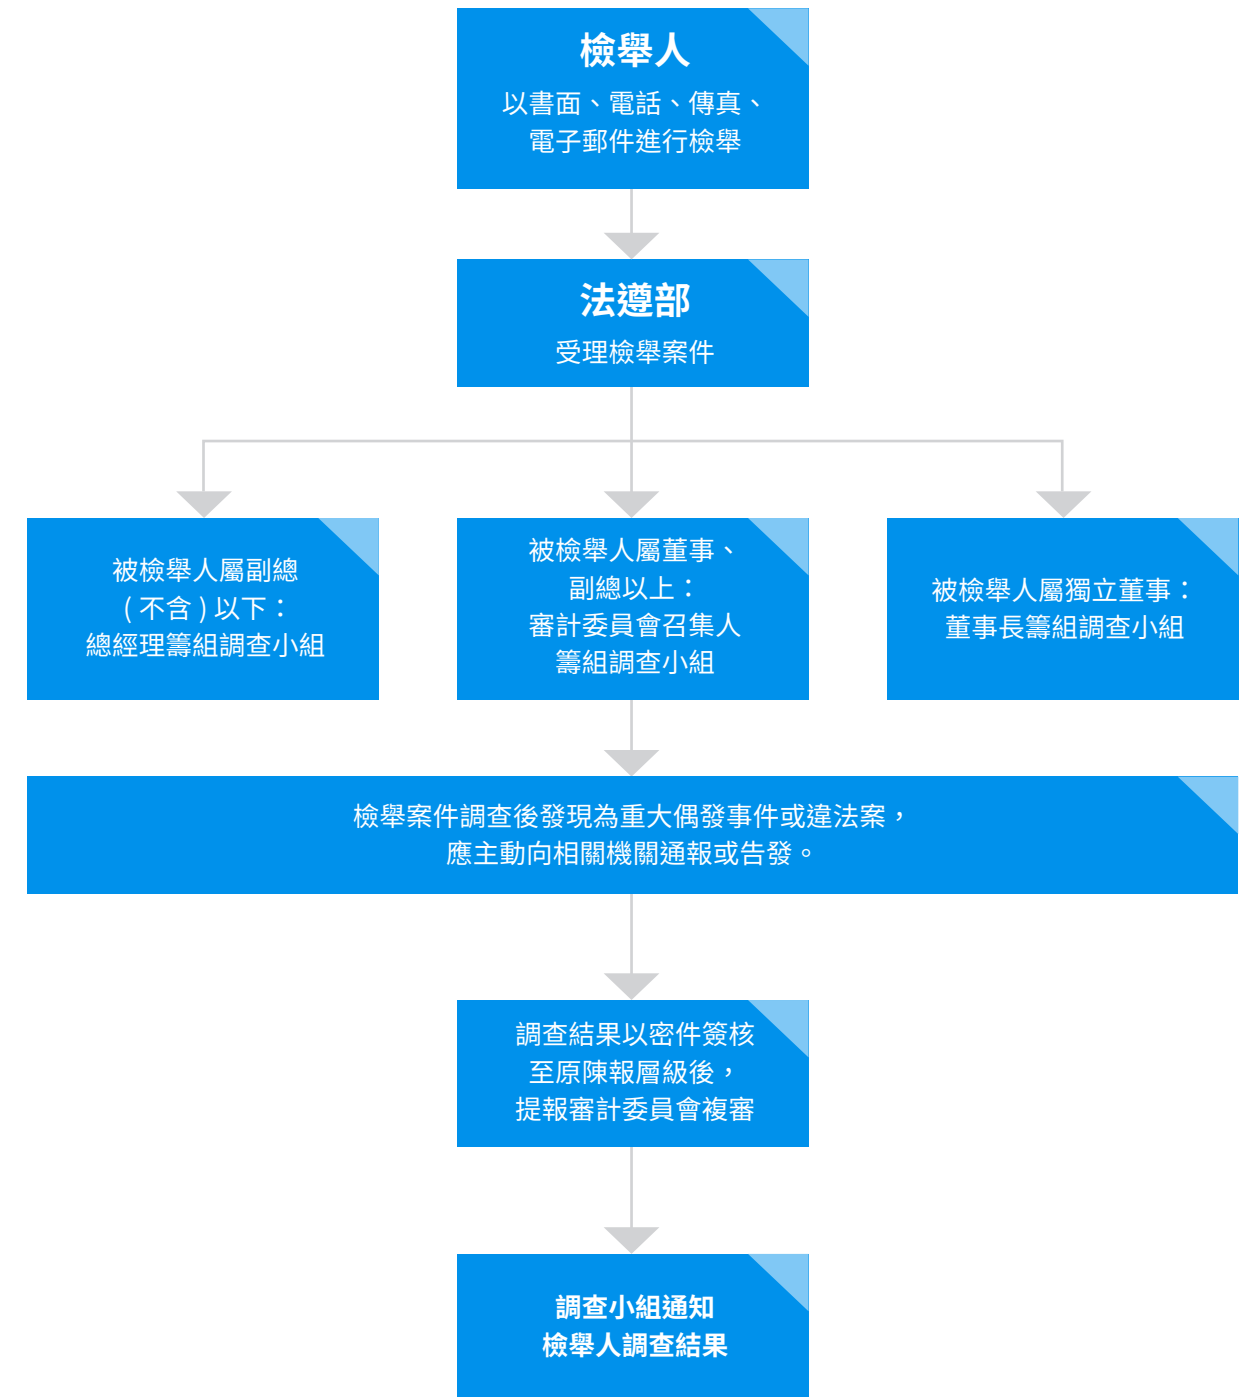 檢舉人
以書面、電話、傳真、
電子郵件進行檢舉
法遵部
受理檢舉案件
被檢舉人屬副總
( 不含 ) 以下：
總經理籌組調查小組
被檢舉人屬董事、
副總以上：
審計委員會召集人
籌組調查小組
被檢舉人屬獨立董事：
董事長籌組調查小組
檢舉案件調查後發現為重大偶發事件或違法案，
應主動向相關機關通報或告發。
調查結果以密件簽核
至原陳報層級後，
提報審計委員會複審
調查小組通知
檢舉人調查結果